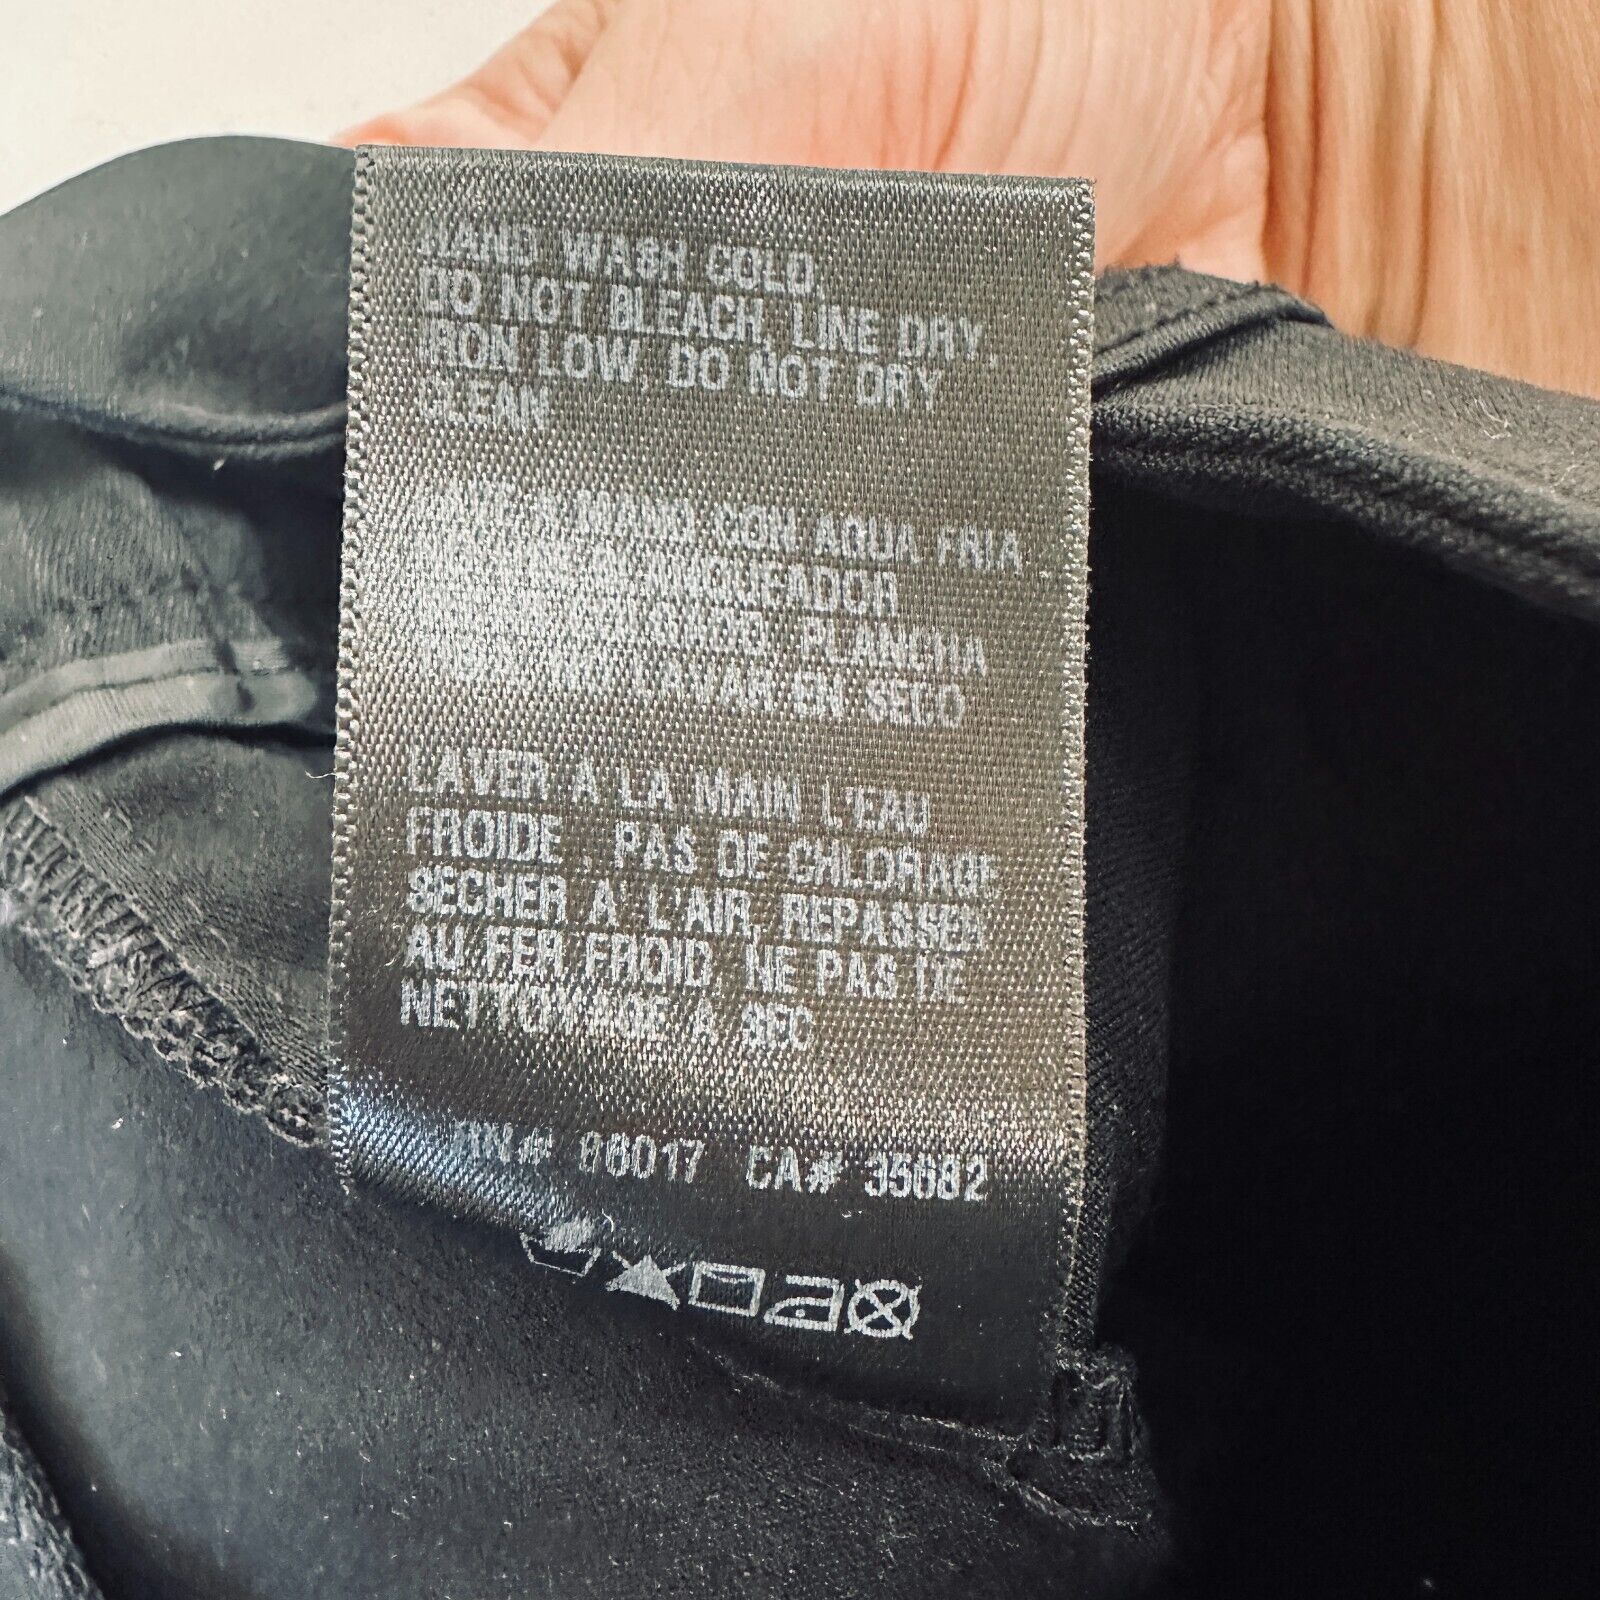 HAND WASH COLD,
DO NOT BLEACH, LINE DRY,
IRON LOW, DO NOT DRY
CLEAN
MANO CON AGUA FRIA
BLANQUEADOR
PLANCHA
LAVAR EN SECO
LAVER A LA MAIN L'EAU
FROIDE, PAS DE CHLORAGE
SECHER A' L'AIR, REPASSER
AU FER FROID, NE PAS DE
NETTOYAGE A SEC
CA# 35682